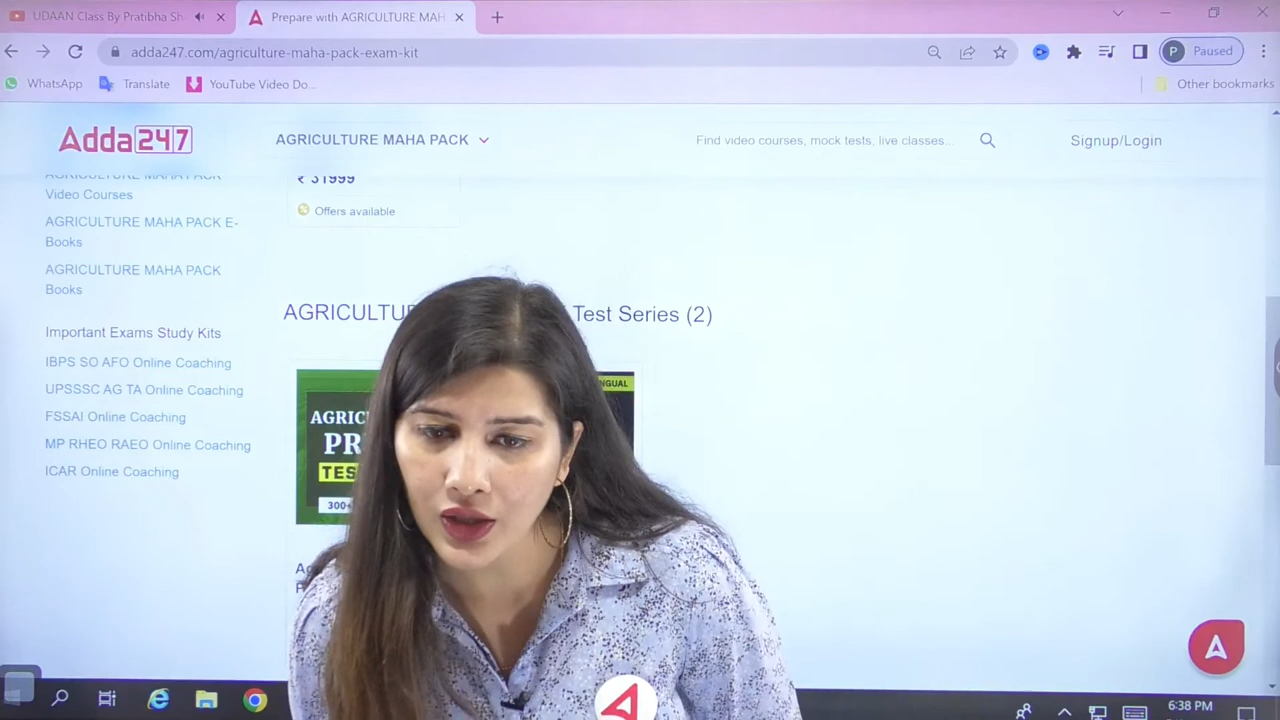 UDAAN Class By Pratibha Sh
Prepare with AGRICULTURE MAH
adda247.com/agriculture-maha-pack-exam-kit
P Paused
WhatsApp
Translate
YouTube Video Do...
Other bookmarks
Adda247
AGRICULTURE MAHA PACK
Find video courses, mock tests, live classes...
Signup/Login
AGRICULTURE MAHA PACK
Video Courses
AGRICULTURE MAHA PACK E-
Books
AGRICULTURE MAHA PACK
Books
Important Exams Study Kits
IBPS SO AFO Online Coaching
UPSSSC AG TA Online Coaching
FSSAI Online Coaching
MP RHEO RAEO Online Coaching
ICAR Online Coaching
₹ 31999
Offers available
AGRICULTU
Test Series (2)
AGRIC
PR
TES
300+
NGUAL
6:38 PM